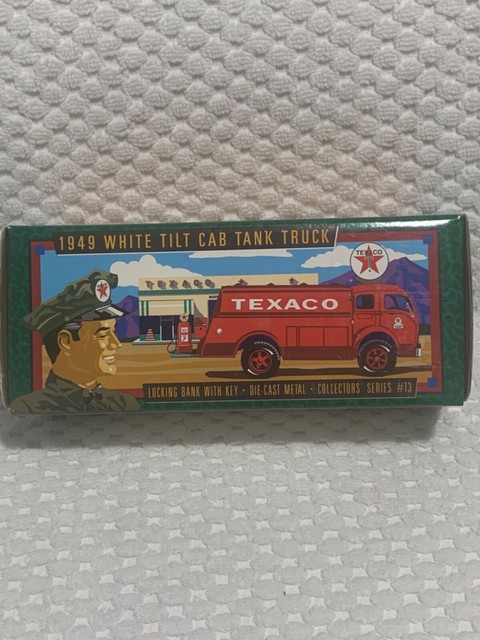 1949 WHITE TILT CAB TANK TRUCK
TEXACO
T
TEXACO
T
TEXACO
LOCKING BANK WITH KEY • DIE-CAST METAL • COLLECTORS' SERIES #13